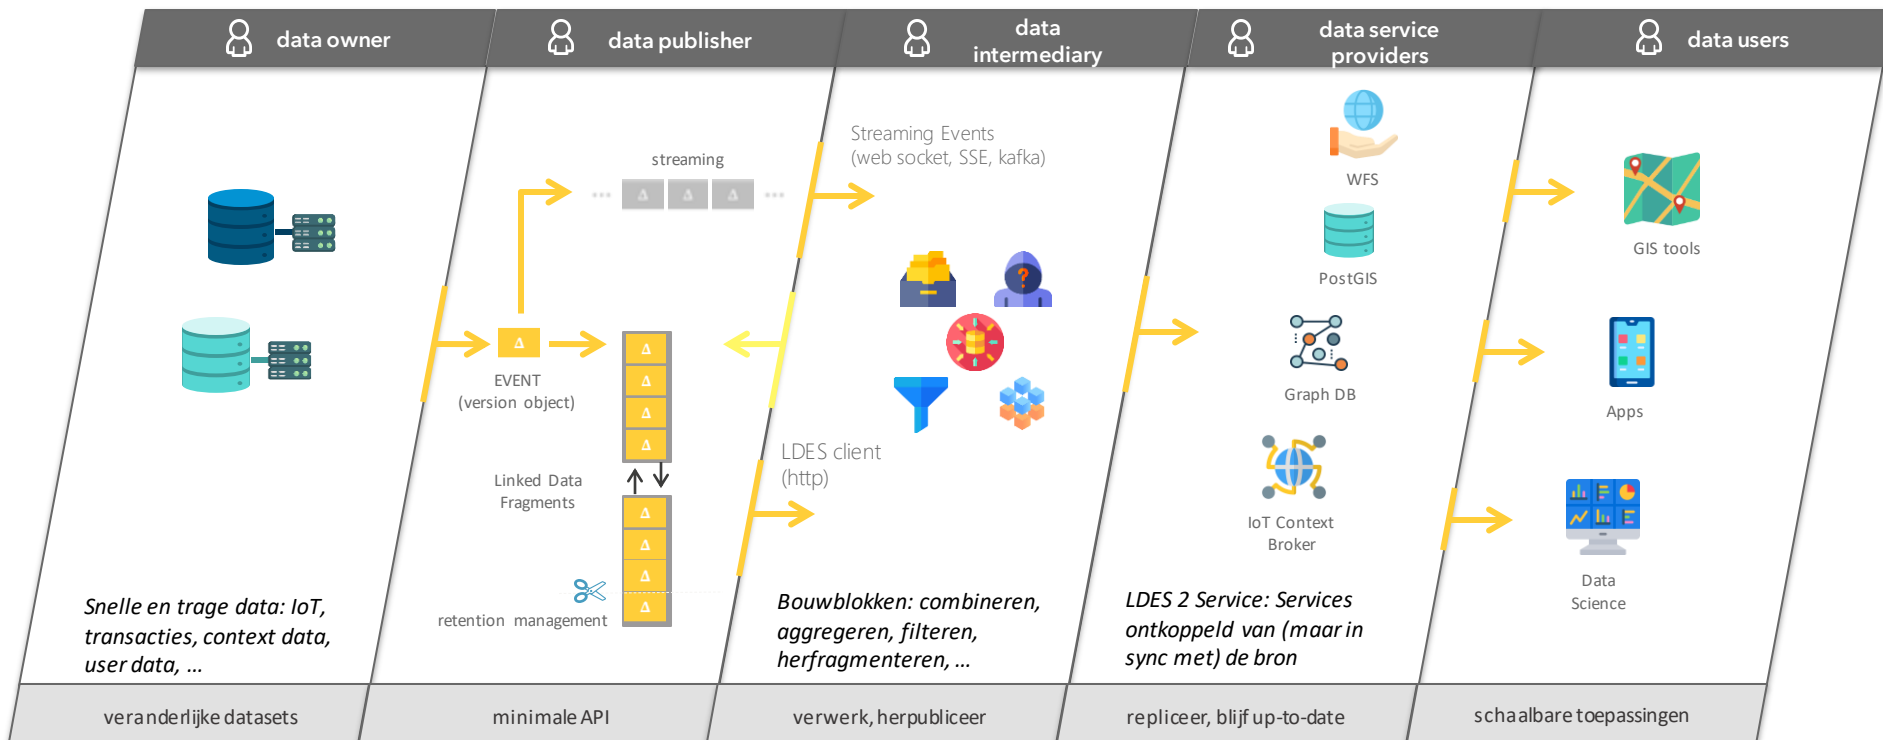 data owner
data publisher
data
intermediary
data service
providers
data users
Snelle en trage data: IoT,
transacties, context data,
user data, ...
streaming
... Δ Δ Δ ...
Δ
EVENT
(version object)
Δ
Δ
Δ
Δ
Linked Data
Fragments
Δ
Δ
Δ
Δ
retention management
Streaming Events
(web socket, SSE, kafka)
?
LDES client
(http)
Bouwblokken: combineren,
aggregeren, filteren,
herfragmenteren, ...
WFS
PostGIS
Graph DB
IoT Context
Broker
LDES 2 Service: Services
ontkoppeld van (maar in
sync met) de bron
GIS tools
Apps
Data
Science
veranderlijke datasets
minimale API
verwerk, herpubliceer
repliceer, blijf up-to-date
schaalbare toepassingen